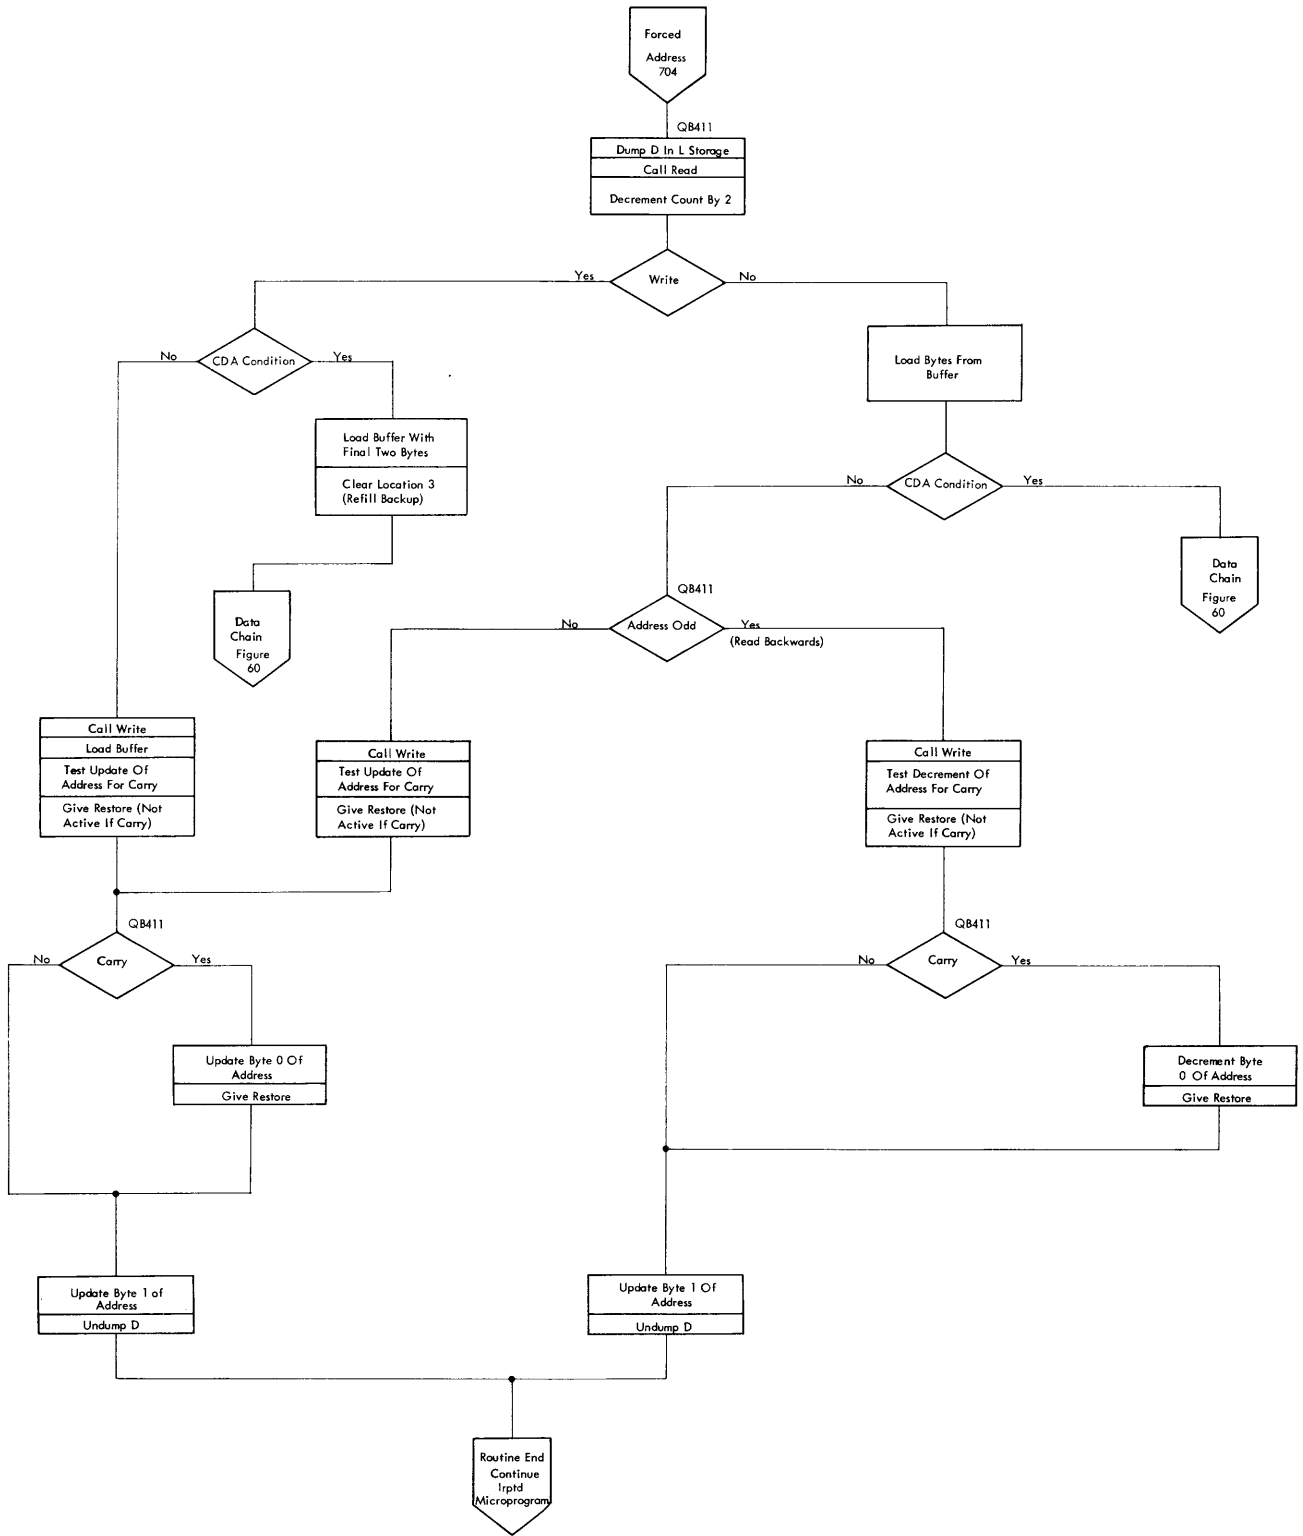 Forced
Address
704
QB411
Dump D In L Storage
Call Read
Decrement Count By 2
Yes
Write
No
No
CDA Condition
Yes
Load Bytes From
Buffer
Load Buffer With
Final Two Bytes
Clear Location 3
(Refill Backup)
No
CDA Condition
Yes
Data
Chain
Figure
60
QB411
No
Address Odd
Yes
(Read Backwards)
Data
Chain
Figure
60
Call Write
Load Buffer
Test Update Of
Address For Carry
Give Restore (Not
Active If Carry)
Call Write
Test Update Of
Address For Carry
Give Restore (Not
Active If Carry)
Call Write
Test Decrement Of
Address For Carry
Give Restore (Not
Active If Carry)
QB411
No
Carry
Yes
QB411
No
Carry
Yes
Update Byte 0 Of
Address
Give Restore
Decrement Byte
0 Of Address
Give Restore
Update Byte 1 of
Address
Undump D
Update Byte 1 Of
Address
Undump D
Routine End
Continue
Irptd
Microprogram